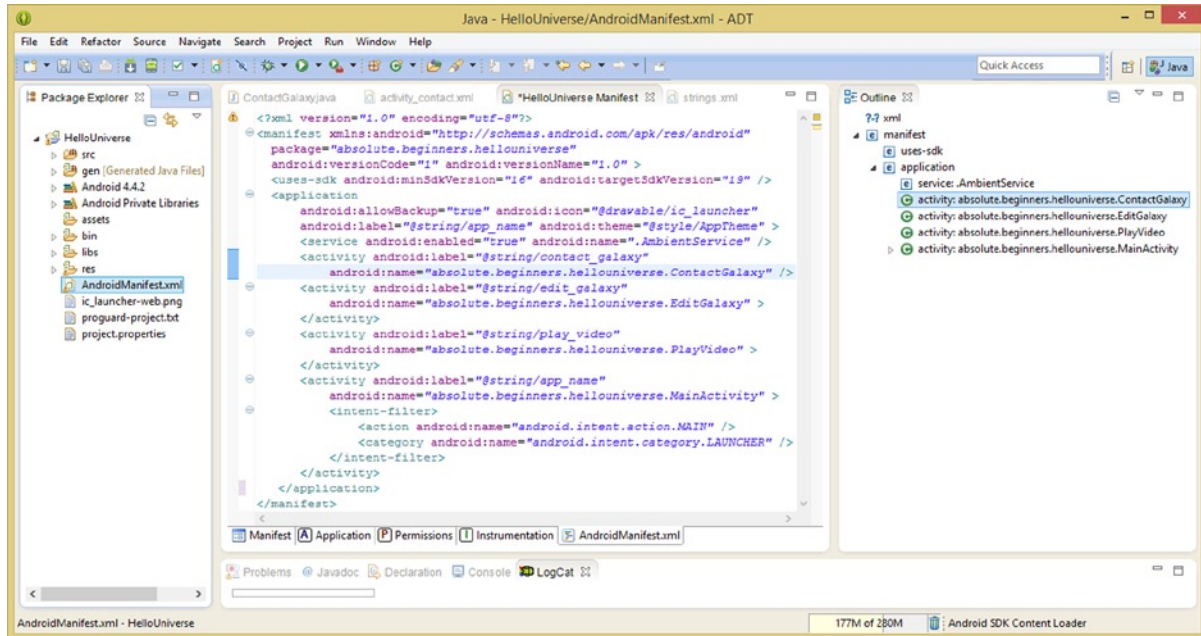 Java - HelloUniverse/AndroidManifest.xml - ADT
File Edit Refactor Source Navigate Search Project Run Window Help
Quick Access
Java
Package Explorer
HelloUniverse
src
gen [Generated Java Files]
Android 4.4.2
Android Private Libraries
assets
bin
libs
res
AndroidManifest.xml
ic_launcher-web.png
proguard-project.txt
project.properties
ContactGalaxyjava activity_contact.xml *HelloUniverse Manifest strings.xml
<?xml version="1.0" encoding="utf-8"?>
<manifest xmlns:android="http://schemas.android.com/apk/res/android"
package="absolute.beginners.hellouniverse"
android:versionCode="1" android:versionName="1.0" >
<uses-sdk android:minSdkVersion="16" android:targetSdkVersion="19" />
<application
android:allowBackup="true" android:icon="@drawable/ic_launcher"
android:label="@string/app_name" android:theme="@style/AppTheme" >
<service android:enabled="true" android:name=".AmbientService" />
<activity android:label="@string/contact_galaxy"
android:name="absolute.beginners.hellouniverse.ContactGalaxy" />
<activity android:label="@string/edit_galaxy"
android:name="absolute.beginners.hellouniverse.EditGalaxy" >
</activity>
<activity android:label="@string/play_video"
android:name="absolute.beginners.hellouniverse.PlayVideo" >
</activity>
<activity android:label="@string/app_name"
android:name="absolute.beginners.hellouniverse.MainActivity" >
<intent-filter>
<action android:name="android.intent.action.MAIN" />
<category android:name="android.intent.category.LAUNCHER" />
</intent-filter>
</activity>
</application>
</manifest>
Manifest A Application P Permissions I Instrumentation AndroidManifest.xml
Outline
?-? xml
e manifest
e uses-sdk
e application
e service: .AmbientService
activity: absolute.beginners.hellouniverse.ContactGalaxy
activity: absolute.beginners.hellouniverse.EditGalaxy
activity: absolute.beginners.hellouniverse.PlayVideo
activity: absolute.beginners.hellouniverse.MainActivity
Problems @ Javadoc Declaration Console LogCat
AndroidManifest.xml - HelloUniverse
177M of 280M
Android SDK Content Loader